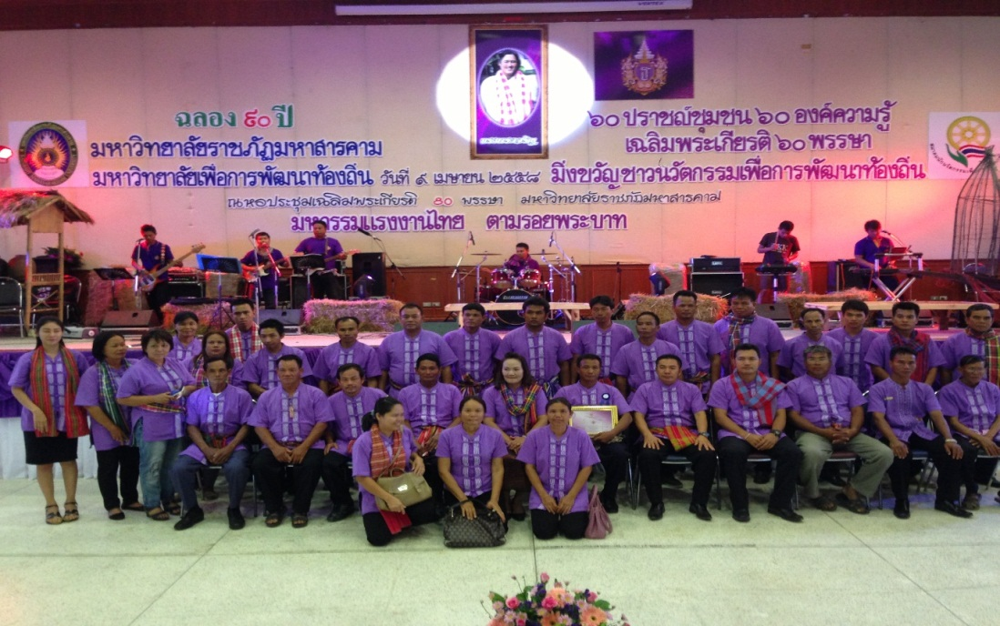 ฉลอง ๙๐ ปี
มหาวิทยาลัยราชภัฏมหาสารคาม
มหาวิทยาลัยเพื่อการพัฒนาท้องถิ่น วันที่ ๙ เมษายน ๒๕๕๘ มิ่งขวัญชาวนวัตกรรมเพื่อการพัฒนาท้องถิ่น
๖๐ ปราชญ์ชุมชน ๖๐ องค์ความรู้
เฉลิมพระเกียรติ ๖๐ พรรษา
ณ หอประชุมเฉลิมพระเกียรติ ๘๐ พรรษา มหาวิทยาลัยราชภัฏมหาสารคาม
มหกรรมแรงงานไทย ตามรอยพระบาท